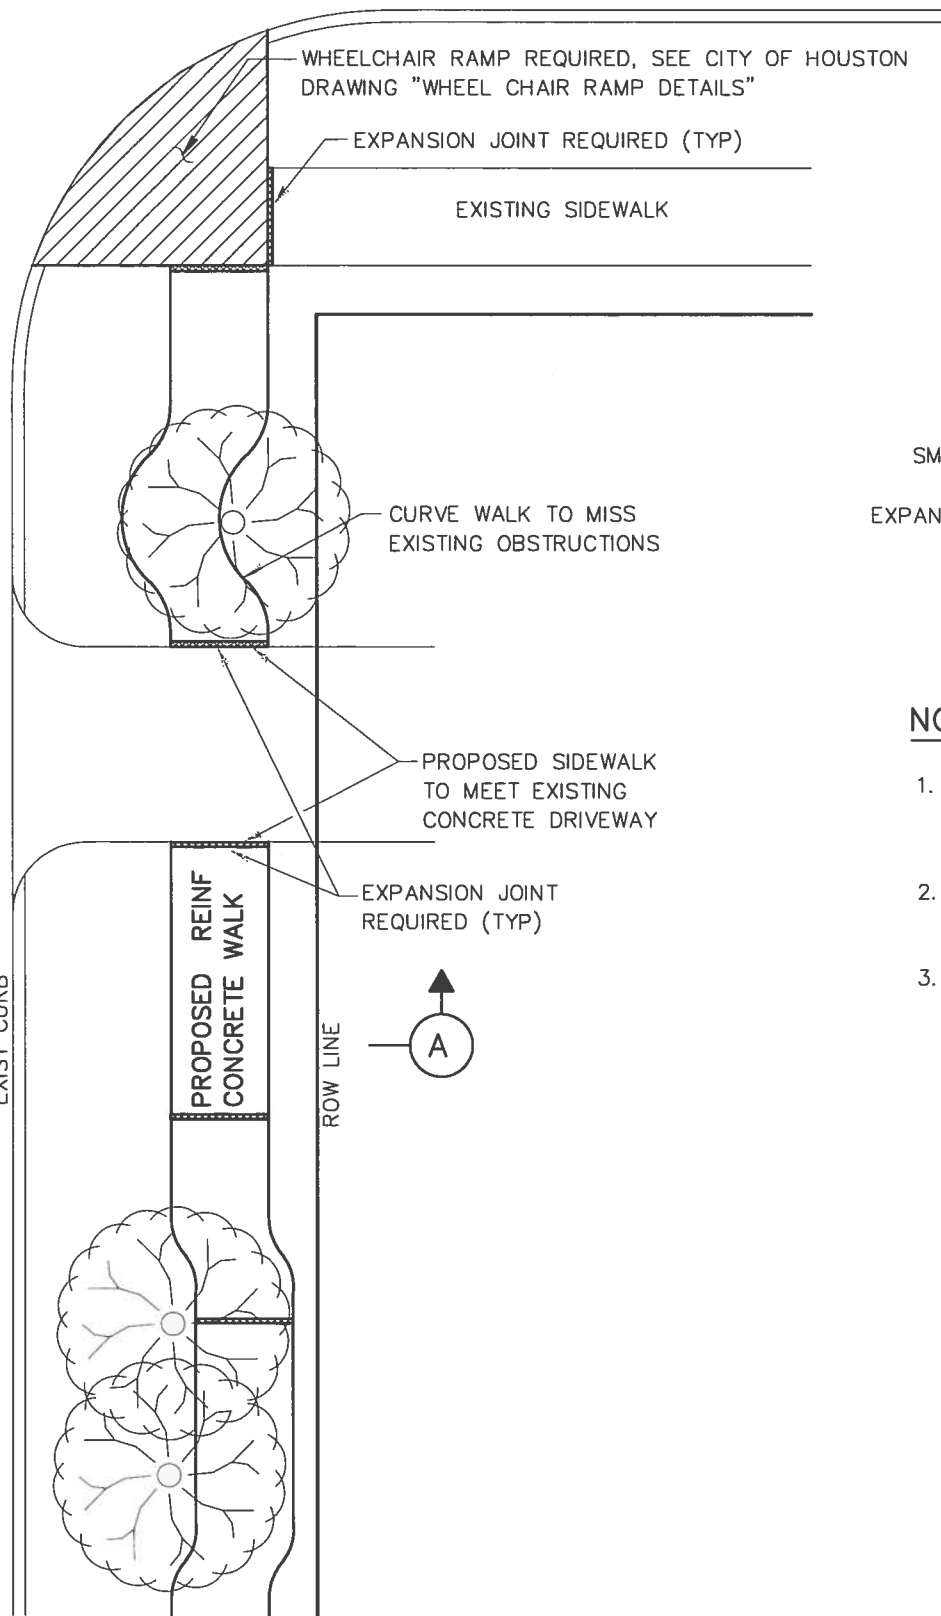 WHEELCHAIR RAMP REQUIRED, SEE CITY OF HOUSTON
DRAWING "WHEEL CHAIR RAMP DETAILS"
EXPANSION JOINT REQUIRED (TYP)
EXISTING SIDEWALK
SM
EXPAN
CURVE WALK TO MISS
EXISTING OBSTRUCTIONS
NO
1.
PROPOSED SIDEWALK
TO MEET EXISTING
CONCRETE DRIVEWAY
2.
EXPANSION JOINT
REQUIRED (TYP)
3.
PROPOSED REINF
CONCRETE WALK
EXIST CURB
ROW LINE
A